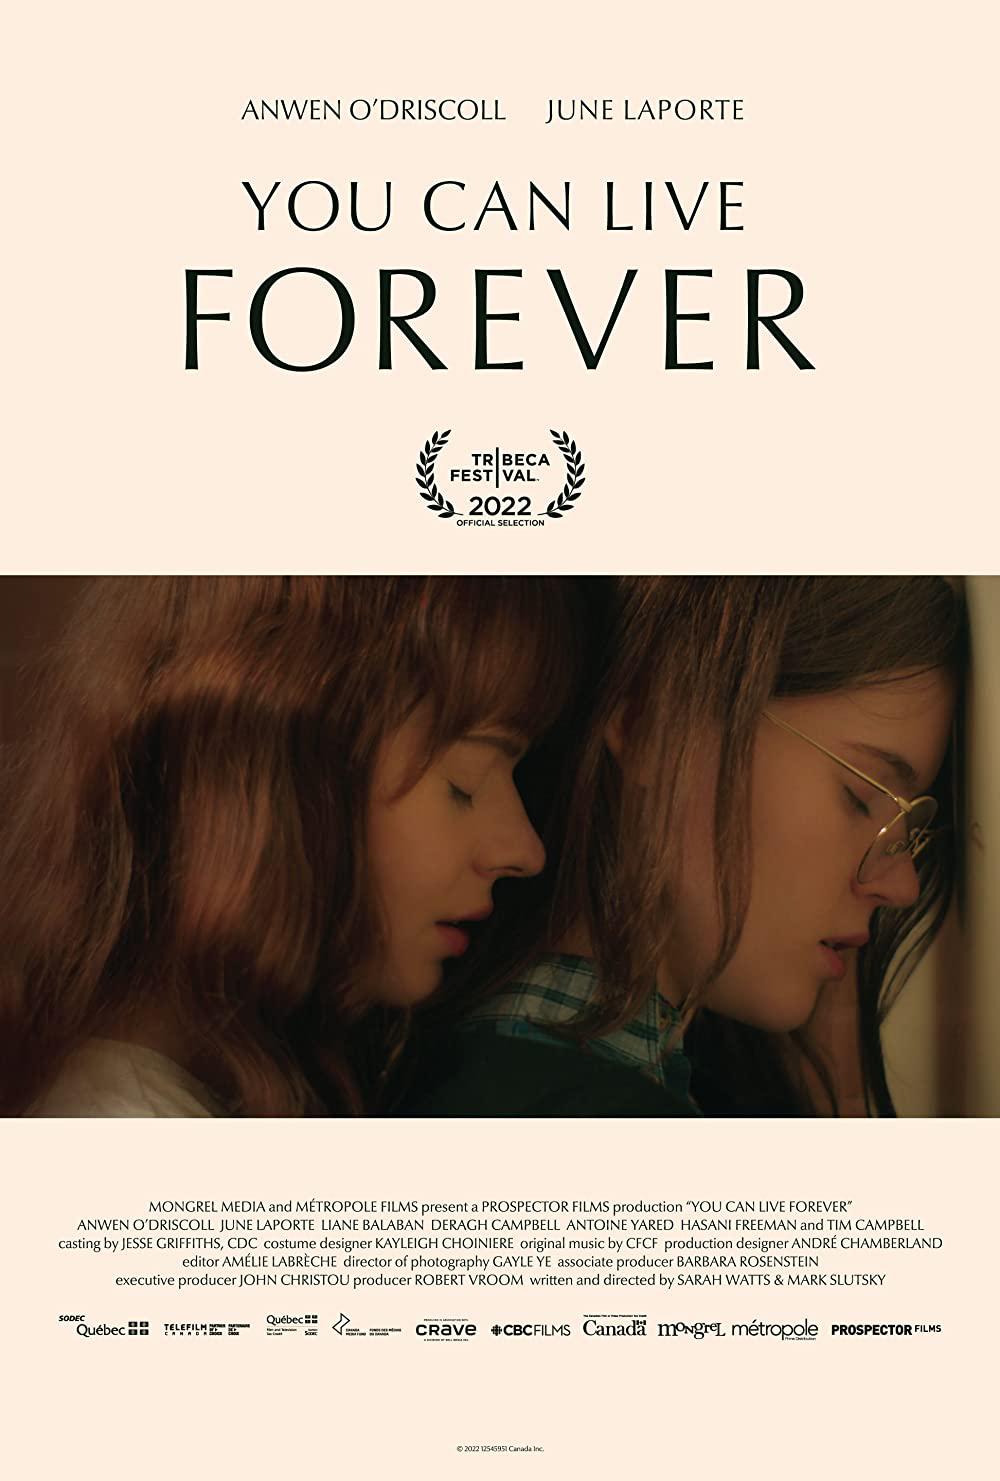 ANWEN O'DRISCOLL JUNE LAPORTE
YOU CAN LIVE
FOREVER
TRIBECA
FESTIVAL
2022
OFFICIAL SELECTION
MONGREL MEDIA and MÉTROPOLE FILMS present a PROSPECTOR FILMS production "YOU CAN LIVE FOREVER"
ANWEN O'DRISCOLL JUNE LAPORTE LIANE BALABAN DERAGH CAMPBELL ANTOINE YARED HASANI FREEMAN and TIM CAMPBELL
casting by JESSE GRIFFITHS, CDC costume designer KAYLEIGH CHOINIERE original music by CFCF production designer ANDRÉ CHAMBERLAND
editor AMÉLIE LABRÈCHE director of photography GAYLE YE associate producer BARBARA ROSENSTEIN
executive producer JOHN CHRISTOU producer ROBERT VROOM written and directed by SARAH WATTS & MARK SLUTSKY
SODEC Québec TELEFILM CANADA Québec CRAVE CBC FILMS Canada mongrel métropole PROSPECTOR FILMS
© 2022 12545951 Canada Inc.